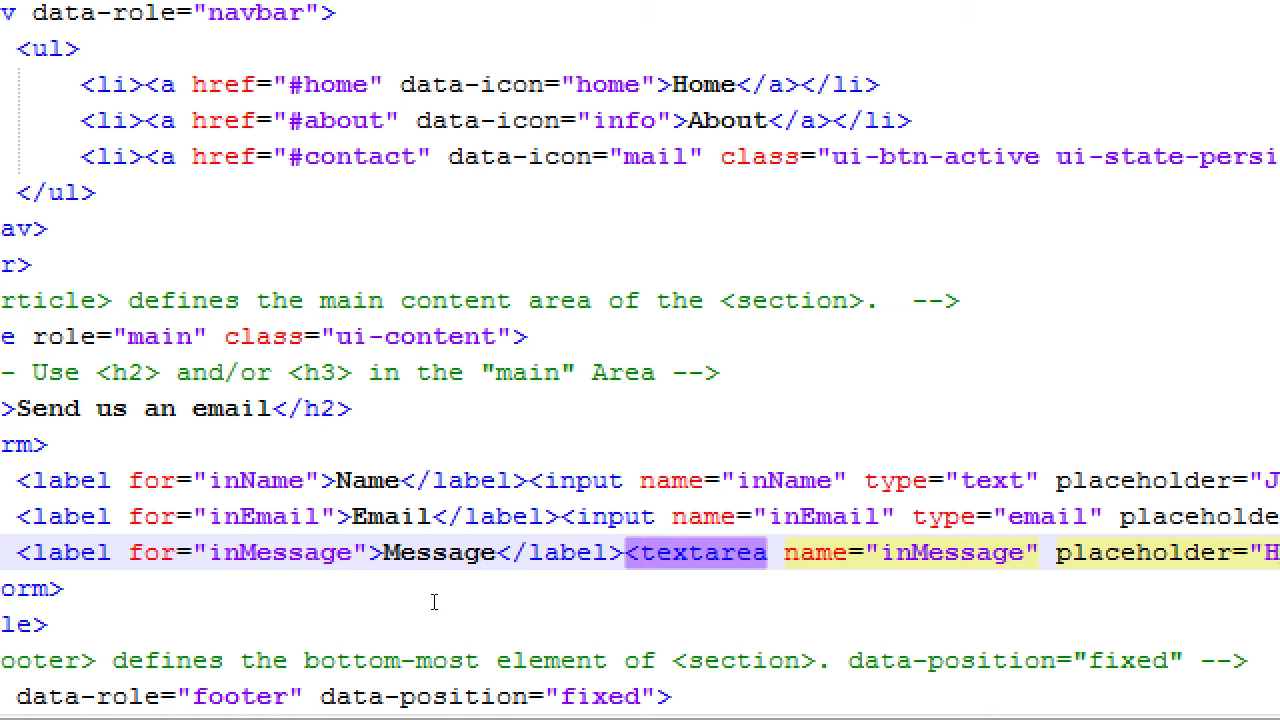 v data-role="navbar">
<ul>
<li><a href="#home" data-icon="home">Home</a></li>
<li><a href="#about" data-icon="info">About</a></li>
<li><a href="#contact" data-icon="mail" class="ui-btn-active ui-state-persi
</ul>
av>
r>
rticle> defines the main content area of the <section>.  -->
e role="main" class="ui-content">
- Use <h2> and/or <h3> in the "main" Area -->
>Send us an email</h2>
rm>
<label for="inName">Name</label><input name="inName" type="text" placeholder="J
<label for="inEmail">Email</label><input name="inEmail" type="email" placeholde
<label for="inMessage">Message</label><textarea name="inMessage" placeholder="H
orm>
le>
ooter> defines the bottom-most element of <section>. data-position="fixed" -->
data-role="footer" data-position="fixed">